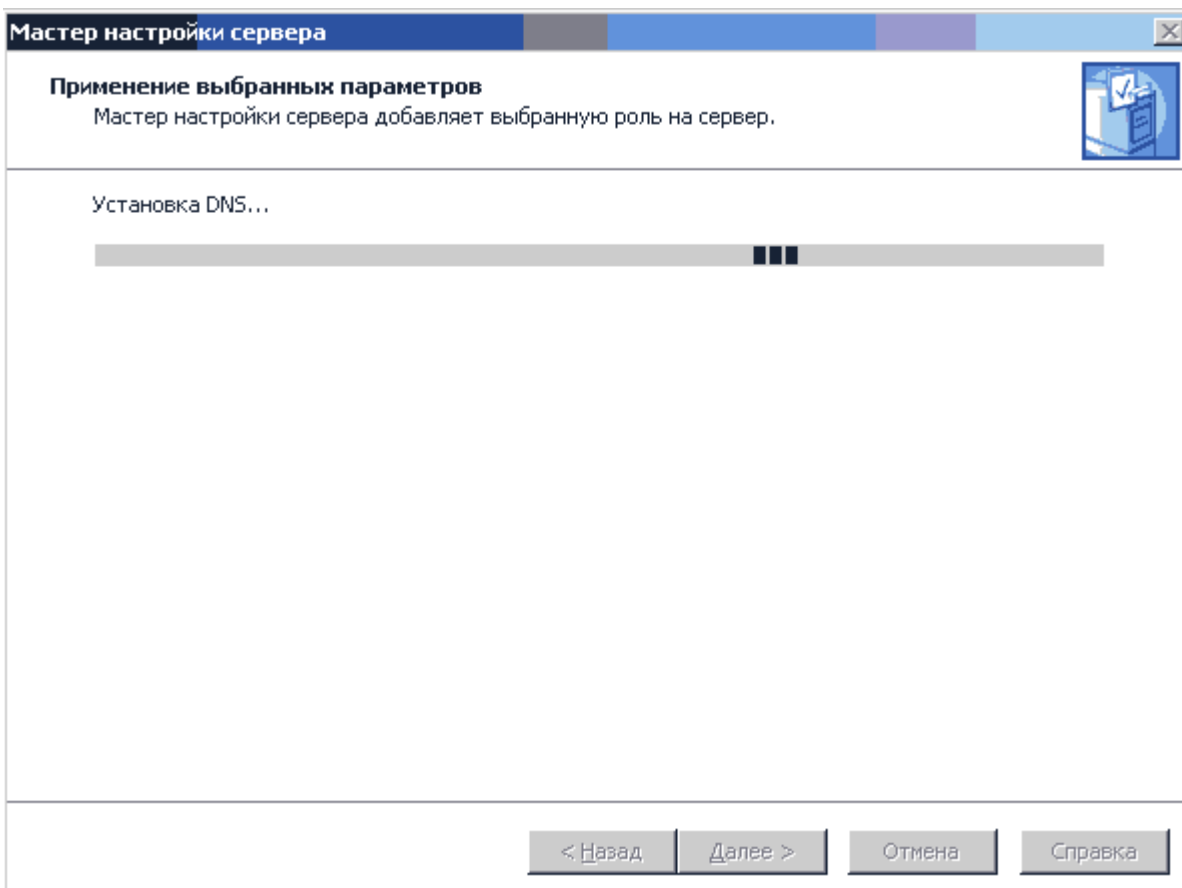 Мастер настройки сервера
Применение выбранных параметров
Мастер настройки сервера добавляет выбранную роль на сервер.
Установка DNS...
< Назад
Далее >
Отмена
Справка